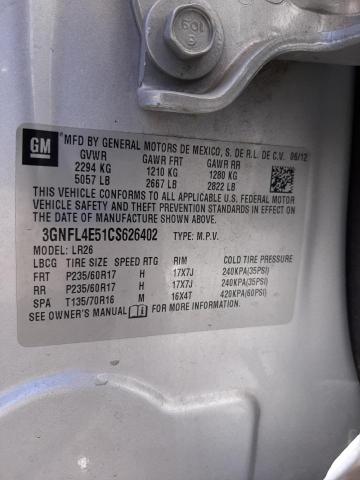 109
GM
MFD BY GENERAL MOTORS DE MEXICO, S. DE R.L. DE C.V. 06/12
GVWR GAWR FRT GAWR RR
2294 KG 1210 KG 1280 KG
5057 LB 2667 LB 2822 LB
THIS VEHICLE CONFORMS TO ALL APPLICABLE U.S. FEDERAL MOTOR
VEHICLE SAFETY AND THEFT PREVENTION STANDARDS IN EFFECT
ON THE DATE OF MANUFACTURE SHOWN ABOVE.
3GNFL4E51CS626402 TYPE: M.P.V.
MODEL: LR26
LBCG TIRE SIZE SPEED RTG RIM COLD TIRE PRESSURE
FRT P235/60R17 H 17X7J 240KPA(35PSI)
RR P235/60R17 H 17X7J 240KPA(35PSI)
SPA T135/70R16 M 16X4T 420KPA(60PSI)
SEE OWNER'S MANUAL FOR MORE INFORMATION.